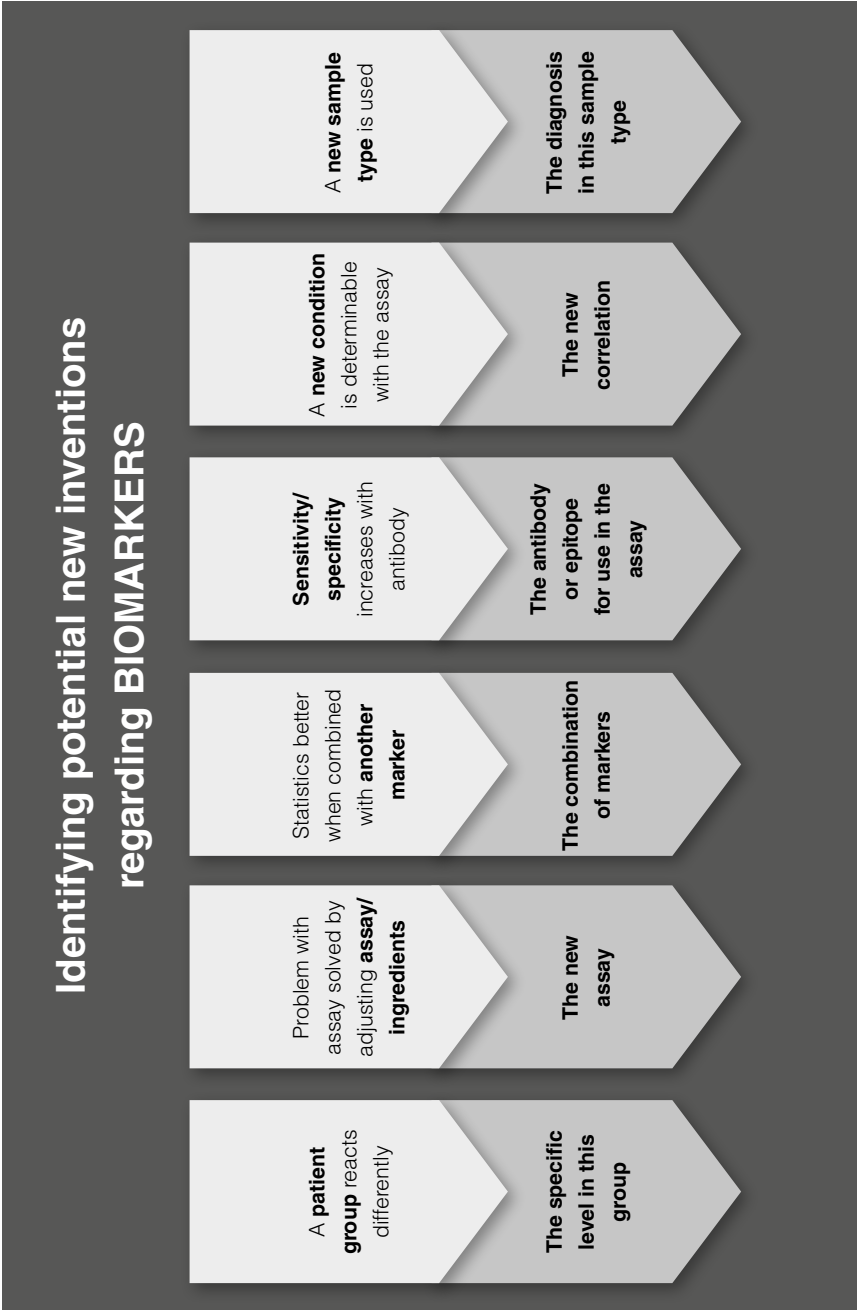 Identifying potential new inventions
regarding BIOMARKERS
A patient
group reacts
differently
The specific
level in this
group
Problem with
assay solved by
adjusting assay/
ingredients
The new
assay
Statistics better
when combined
with another
marker
The combination
of markers
Sensitivity/
specificity
increases with
antibody
The antibody
or epitope
for use in the
assay
A new condition
is determinable
with the assay
The new
correlation
A new sample
type is used
The diagnosis
in this sample
type